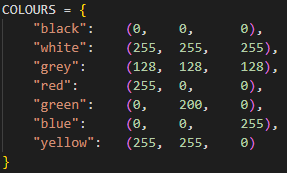 COLOURS = {
    "black":    (0,    0,    0),
    "white":    (255,  255,  255),
    "grey":     (128,  128,  128),
    "red":      (255,  0,    0),
    "green":    (0,    200,  0),
    "blue":     (0,    0,    255),
    "yellow":   (255,  255,  0)
}